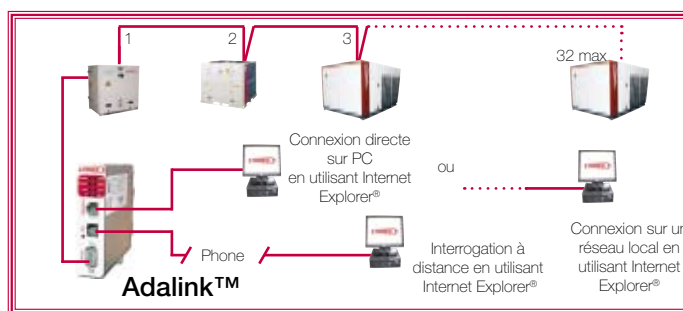 1
2
3
32 max
Connexion directe
sur PC
en utilisant Internet
Explorer®
ou
Phone
Adalink™
Interrogation à
distance en utilisant
Internet Explorer®
Connexion sur un
réseau local en
utilisant Internet
Explorer®